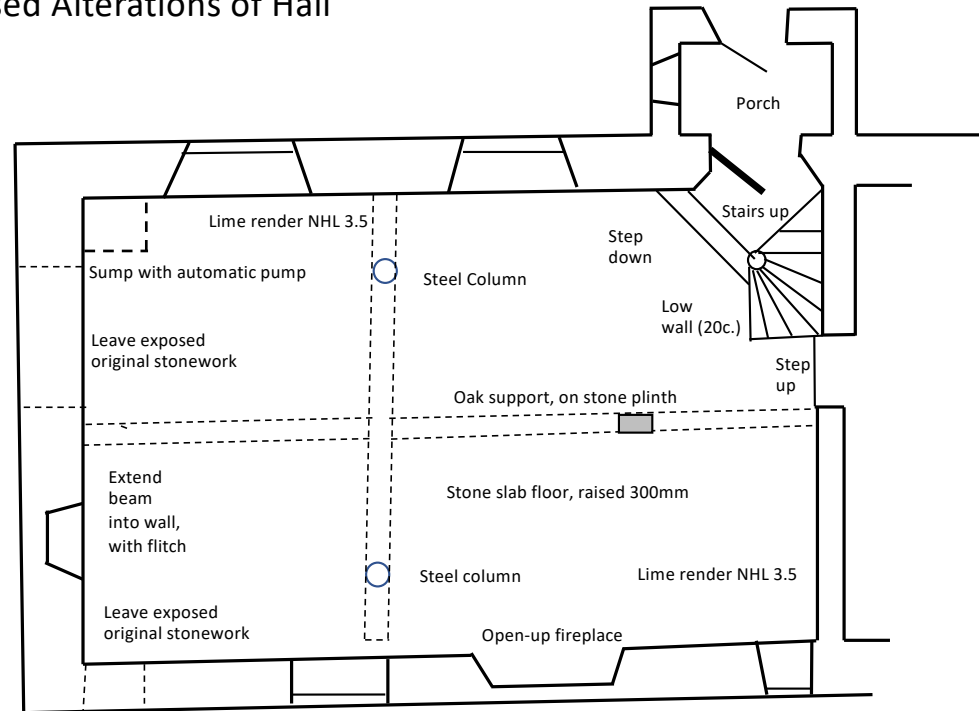 sed Alterations of Hall
Porch
Stairs up
Lime render NHL 3.5
Step
down
Sump with automatic pump
Steel Column
Low
wall (20c.)
Leave exposed
original stonework
Step
up
Oak support, on stone plinth
Extend
beam
into wall,
with flitch
Stone slab floor, raised 300mm
Steel column
Lime render NHL 3.5
Leave exposed
original stonework
Open-up fireplace